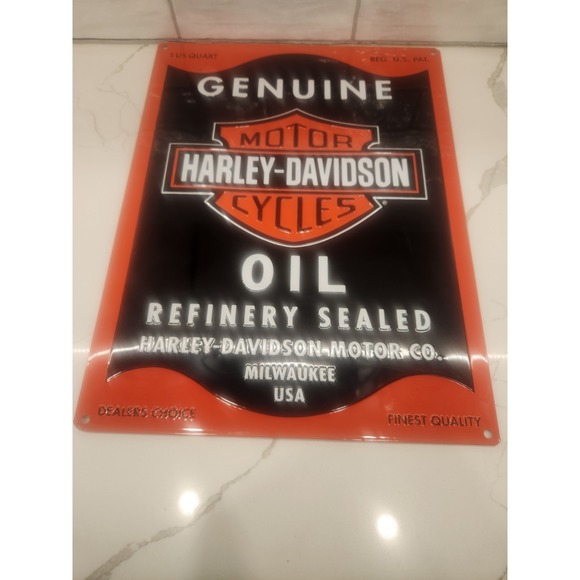 1 US QUART
REG. U.S. PAT.
GENUINE
MOTOR
HARLEY-DAVIDSON
CYCLES®
OIL
REFINERY SEALED
HARLEY-DAVIDSON MOTOR CO.
MILWAUKEE
USA
DEALERS CHOICE
FINEST QUALITY